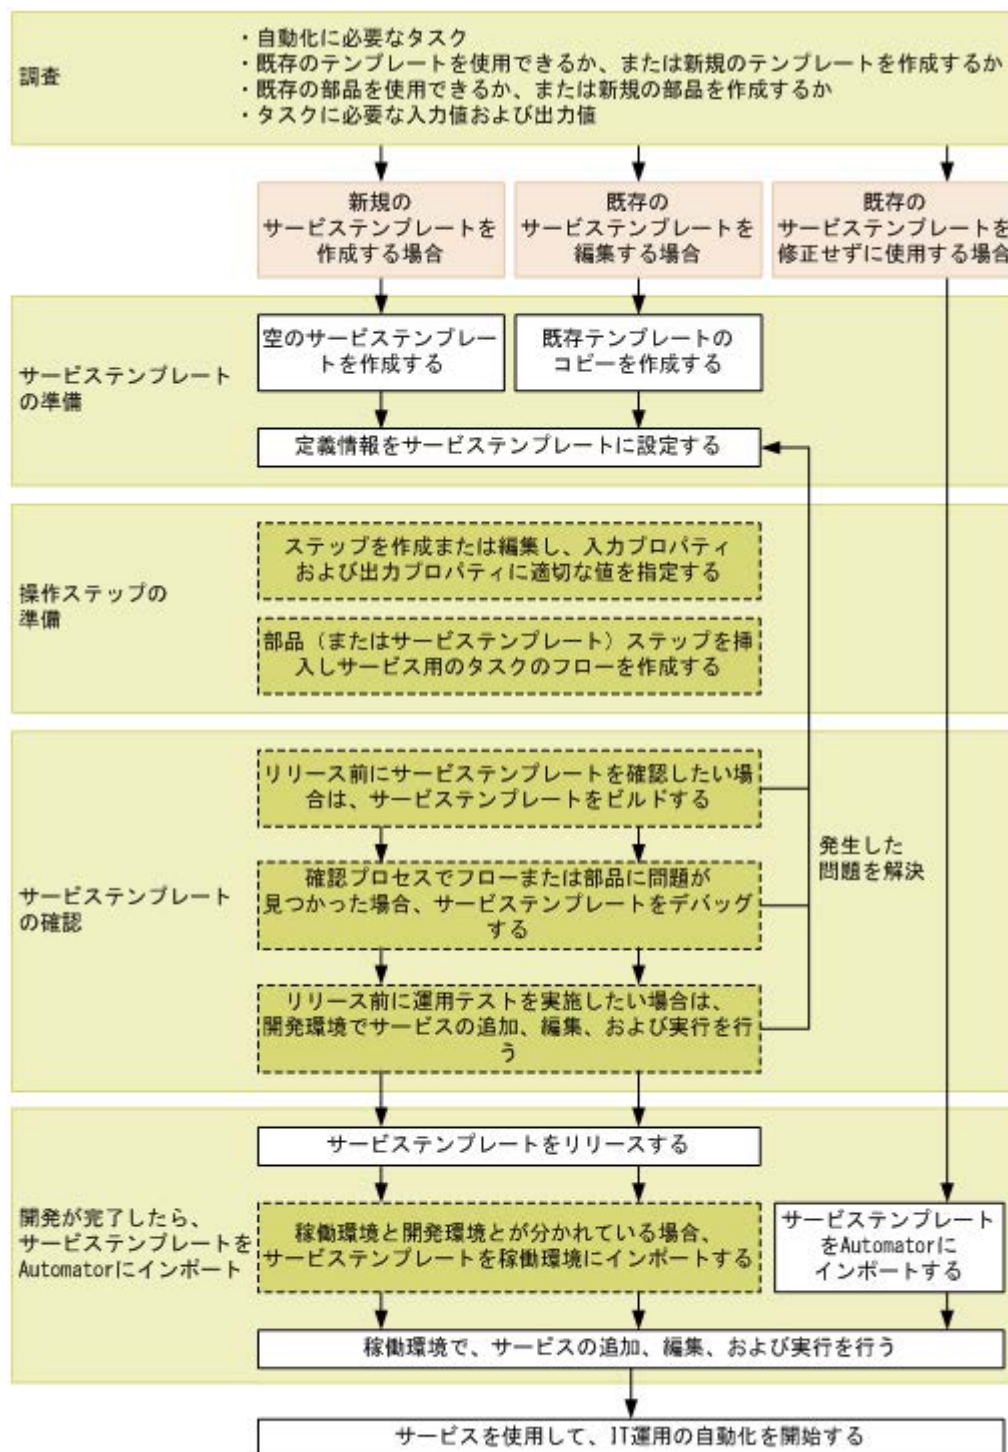 調査
・自動化に必要なタスク
・既存のテンプレートを使用できるか、または新規のテンプレートを作成するか
・既存の部品を使用できるか、または新規の部品を作成するか
・タスクに必要な入力値および出力値
新規の
サービステンプレートを
作成する場合
既存の
サービステンプレートを
編集する場合
既存の
サービステンプレートを
修正せずに使用する場合
サービステンプレート
の準備
空のサービステンプレー
トを作成する
既存テンプレートの
コピーを作成する
定義情報をサービステンプレートに設定する
操作ステップの
準備
ステップを作成または編集し、入力プロパティ
および出力プロパティに適切な値を指定する
部品（またはサービステンプレート）ステップを挿
入しサービス用のタスクのフローを作成する
サービステンプレート
の確認
リリース前にサービステンプレートを確認したい場
合は、サービステンプレートをビルドする
確認プロセスでフローまたは部品に問題が
見つかった場合、サービステンプレートをデバッグ
する
リリース前に運用テストを実施したい場合は、
開発環境でサービスの追加、編集、および実行を行
う
発生した
問題を解決
開発が完了したら、
サービステンプレートを
Automatorにインポート
サービステンプレートをリリースする
稼働環境と開発環境とが分かれている場合、
サービステンプレートを稼働環境にインポートする
サービステンプレート
をAutomatorに
インポートする
稼働環境で、サービスの追加、編集、および実行を行う
サービスを使用して、IT運用の自動化を開始する